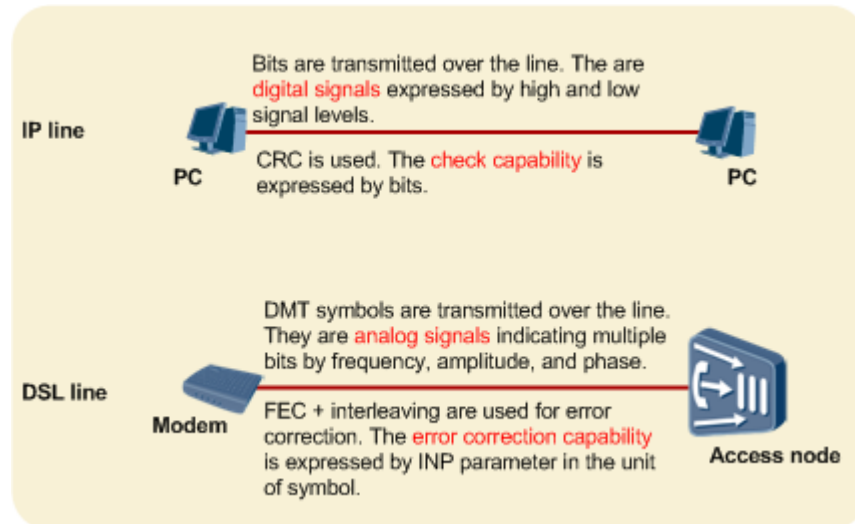 Bits are transmitted over the line. The are
digital signals expressed by high and low
signal levels.
IP line
PC
PC
CRC is used. The check capability is
expressed by bits.
DMT symbols are transmitted over the line.
They are analog signals indicating multiple
bits by frequency, amplitude, and phase.
DSL line
Modem
Access node
FEC + interleaving are used for error
correction. The error correction capability
is expressed by INP parameter in the unit
of symbol.